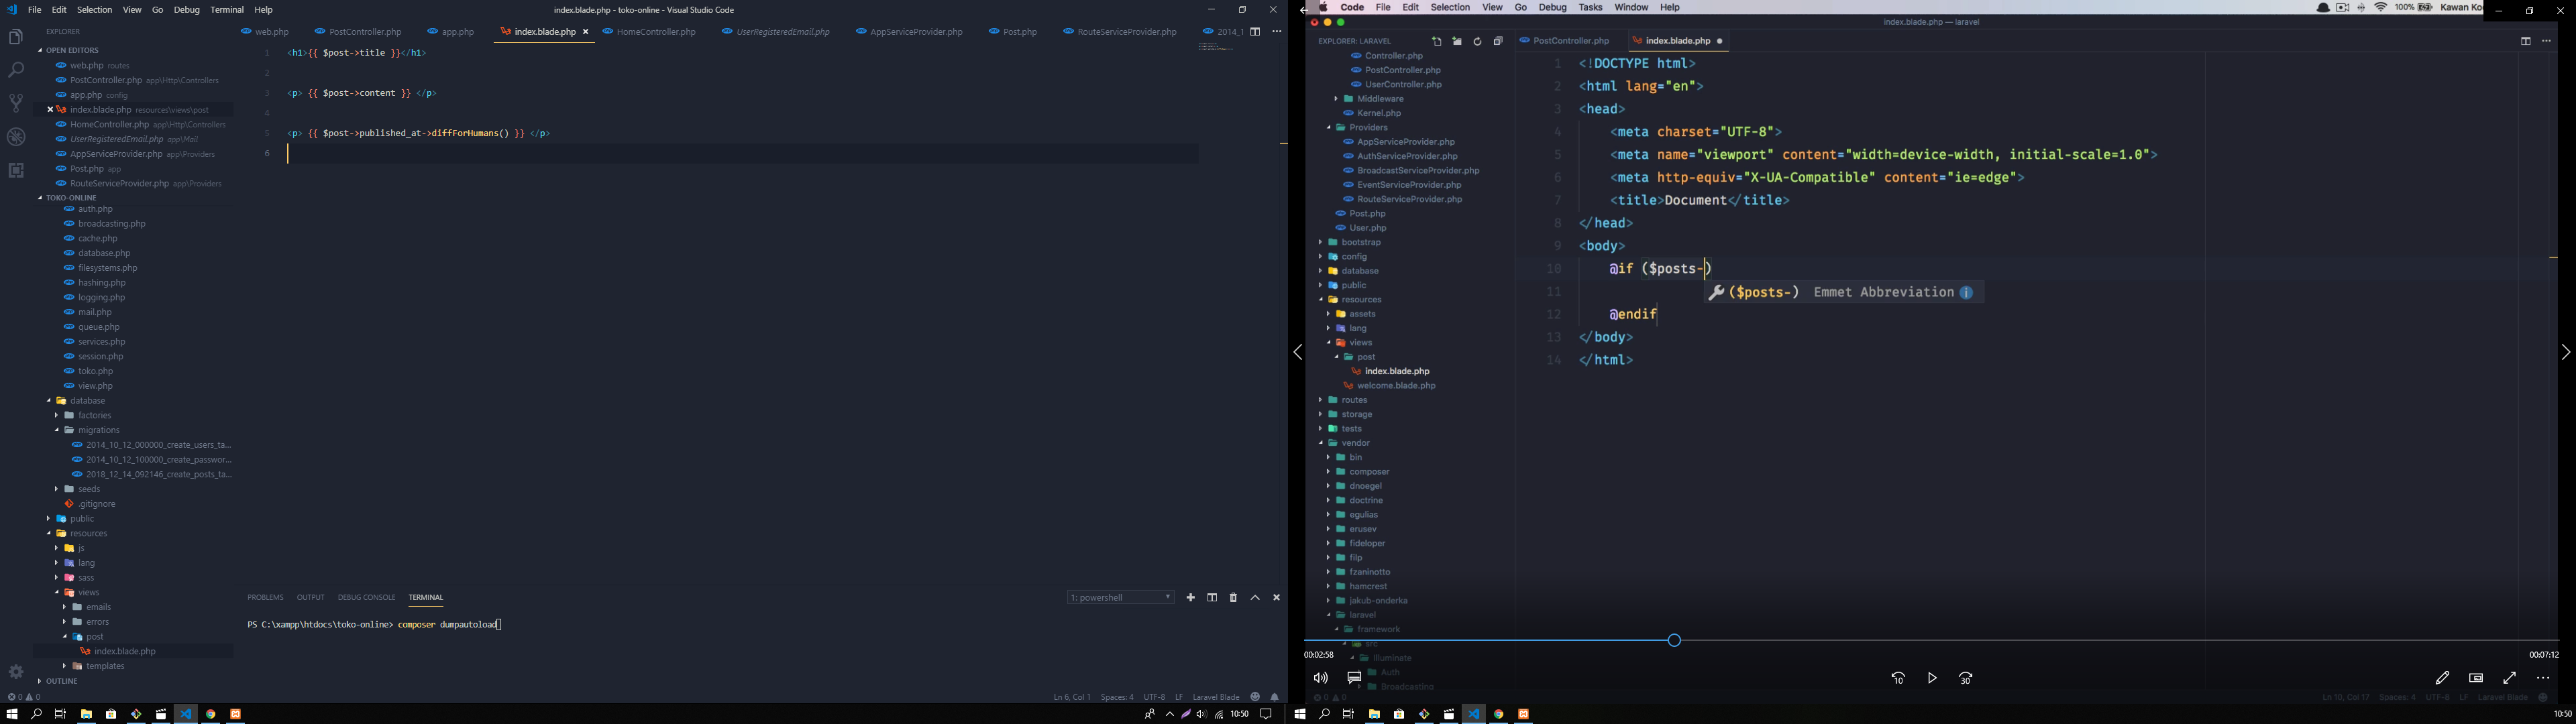 File Edit Selection View Go Debug Terminal Help
index.blade.php - toko-online - Visual Studio Code
EXPLORER
OPEN EDITORS
web.php routes
PostController.php app\Http\Controllers
app.php config
index.blade.php resources\views\post
HomeController.php app\Http\Controllers
UserRegisteredEmail.php app\Mail
AppServiceProvider.php app\Providers
Post.php app
RouteServiceProvider.php app\Providers
TOKO-ONLINE
auth.php
broadcasting.php
cache.php
database.php
filesystems.php
hashing.php
logging.php
mail.php
queue.php
services.php
session.php
toko.php
view.php
database
factories
migrations
2014_10_12_000000_create_users_ta...
2014_10_12_100000_create_passwor...
2018_12_14_092146_create_posts_ta...
seeds
.gitignore
public
resources
js
lang
sass
views
emails
errors
post
index.blade.php
templates
OUTLINE
0 0
web.php PostController.php app.php index.blade.php HomeController.php UserRegisteredEmail.php AppServiceProvider.php Post.php RouteServiceProvider.php 2014_1
1 <h1>{{ $post->title }}</h1>
2
3 <p> {{ $post->content }} </p>
4
5 <p> {{ $post->published_at->diffForHumans() }} </p>
6
PROBLEMS OUTPUT DEBUG CONSOLE TERMINAL
1: powershell
PS C:\xampp\htdocs\toko-online> composer dumpautoload
Ln 6, Col 1 Spaces: 4 UTF-8 LF Laravel Blade
10:50
Code File Edit Selection View Go Debug Tasks Window Help
100% Kawan Ko
index.blade.php — laravel
EXPLORER: LARAVEL
Controller.php
PostController.php
UserController.php
Middleware
Kernel.php
Providers
AppServiceProvider.php
AuthServiceProvider.php
BroadcastServiceProvider.php
EventServiceProvider.php
RouteServiceProvider.php
Post.php
User.php
bootstrap
config
database
public
resources
assets
lang
views
post
index.blade.php
welcome.blade.php
routes
storage
tests
vendor
bin
composer
dnoegel
doctrine
egulias
erusev
fideloper
filp
fzaninotto
hamcrest
jakub-onderka
laravel
framework
src
Illuminate
Auth
Broadcasting
PostController.php index.blade.php
1 <!DOCTYPE html>
2 <html lang="en">
3 <head>
4 <meta charset="UTF-8">
5 <meta name="viewport" content="width=device-width, initial-scale=1.0">
6 <meta http-equiv="X-UA-Compatible" content="ie=edge">
7 <title>Document</title>
8 </head>
9 <body>
10 @if ($posts-)
11 ($posts-) Emmet Abbreviation
12 @endif
13 </body>
14 </html>
00:02:58
00:07:12
10
30
0 0
Ln 10, Col 17 Spaces: 4 UTF-8 LF Laravel Blade
10:50